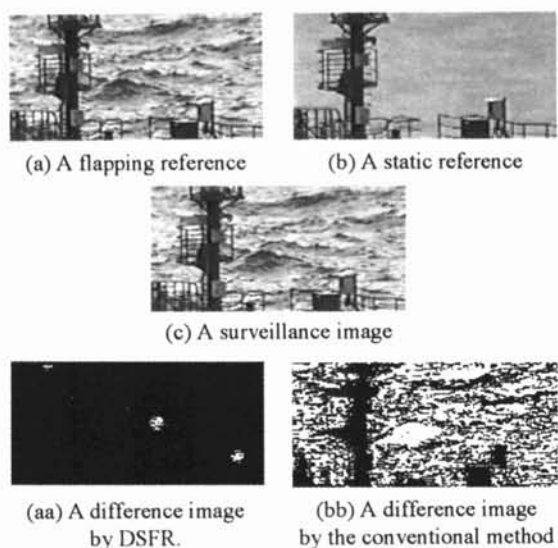 (a) A flapping reference
(b) A static reference
(c) A surveillance image
(aa) A difference image
by DSFR.
(bb) A difference image
by the conventional method